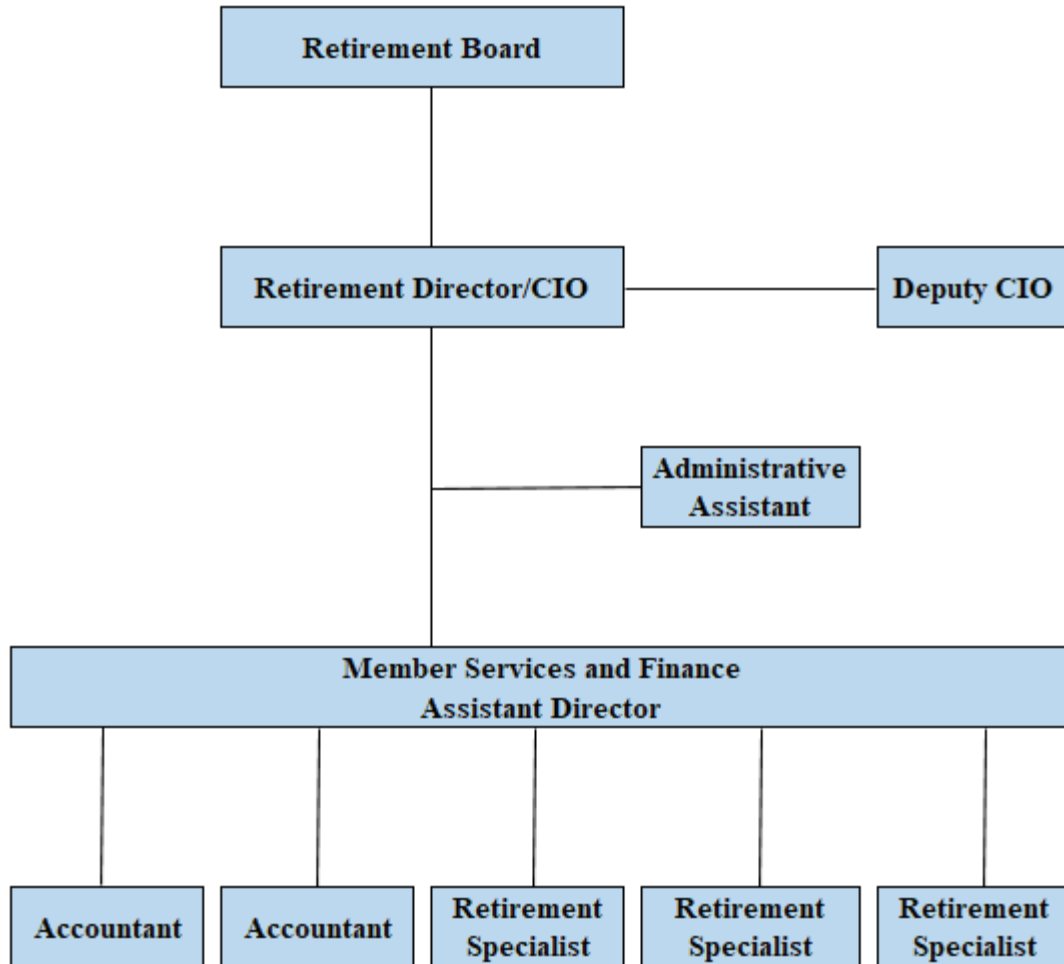 Retirement Board
Retirement Director/CIO
Deputy CIO
Administrative
Assistant
Member Services and Finance
Assistant Director
Accountant
Accountant
Retirement
Specialist
Retirement
Specialist
Retirement
Specialist